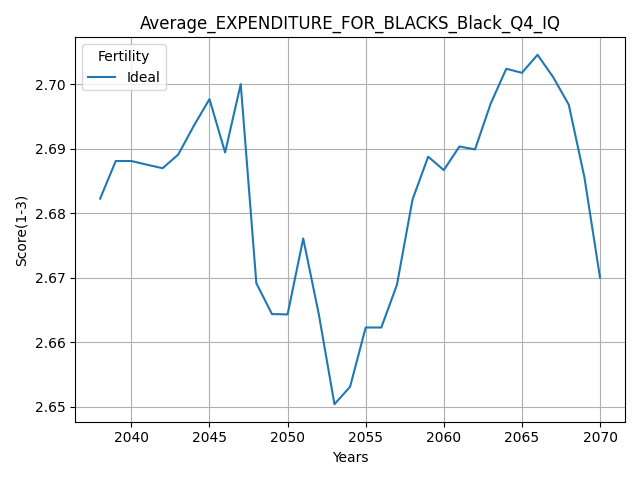 Average_EXPENDITURE_FOR_BLACKS_Black_Q4_IQ
Fertility
Ideal
2.70
2.69
2.68
2.67
2.66
2.65
Score(1-3)
2040 2045 2050 2055 2060 2065 2070
Years